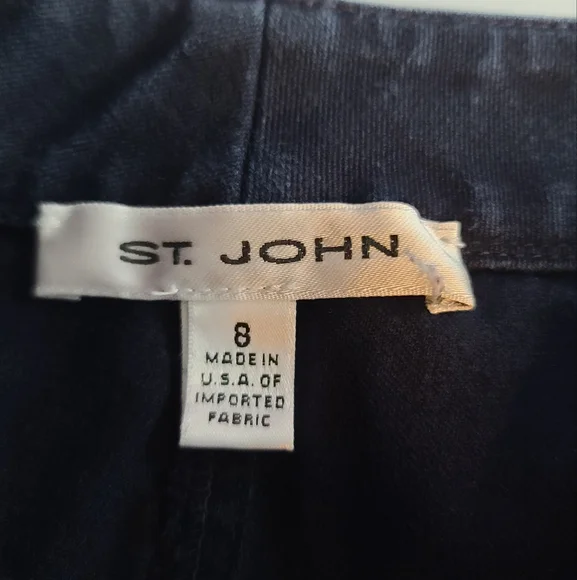 ST. JOHN
8
MADE IN
U.S.A. OF
IMPORTED
FABRIC